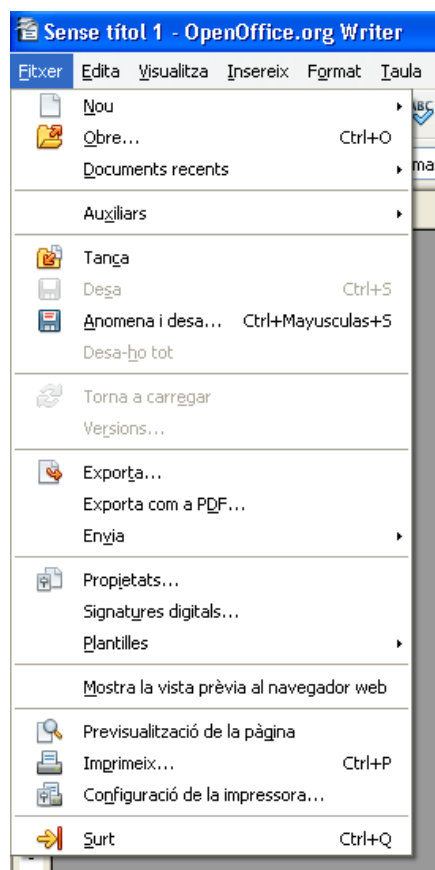 Sense títol 1 - OpenOffice.org Writer
Fitxer Edita Visualitza Insereix Format Taula
Nou
ABC
Obre... Ctrl+O
Documents recents
ma
Auxiliars
Tanca
Desa Ctrl+S
Anomena i desa... Ctrl+Mayusculas+S
Desa-ho tot
Torna a carregar
Versions...
Exporta...
Exporta com a PDF...
Envia
Propietats...
Signatures digitals...
Plantilles
Mostra la vista prèvia al navegador web
Previsualització de la pàgina
Imprimeix... Ctrl+P
Configuració de la impressora...
Surt Ctrl+Q